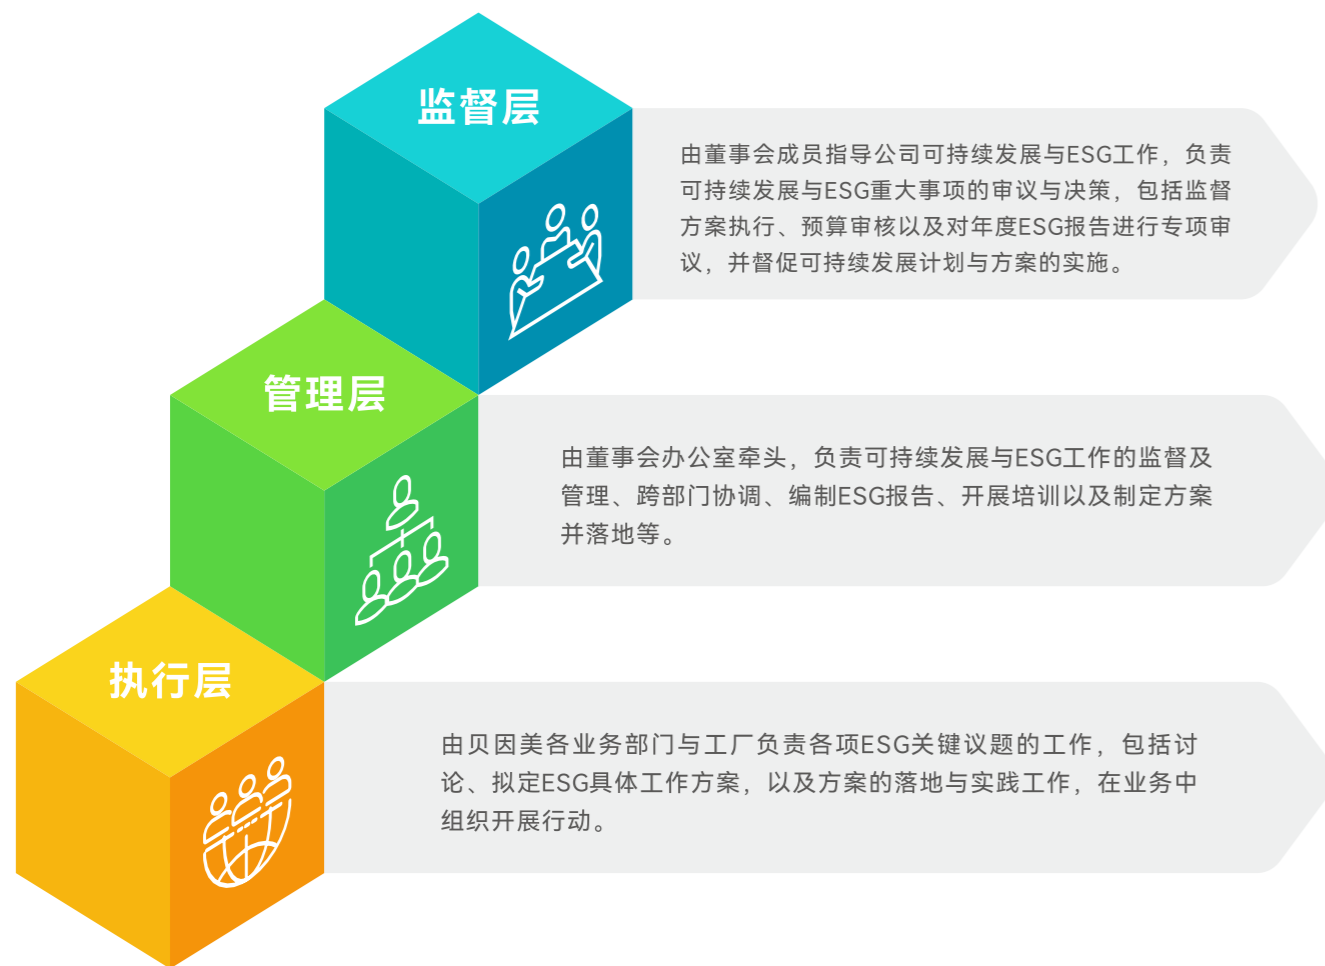 监督层
由董事会成员指导公司可持续发展与ESG工作，负责
可持续发展与ESG重大事项的审议与决策，包括监督
方案执行、预算审核以及对年度ESG报告进行专项审
议，并督促可持续发展计划与方案的实施。
管理层
由董事会办公室牵头，负责可持续发展与ESG工作的监督及
管理、跨部门协调、编制ESG报告、开展培训以及制定方案
并落地等。
执行层
由贝因美各业务部门与工厂负责各项ESG关键议题的工作，包括讨
论、拟定ESG具体工作方案，以及方案的落地与实践工作，在业务中
组织开展行动。